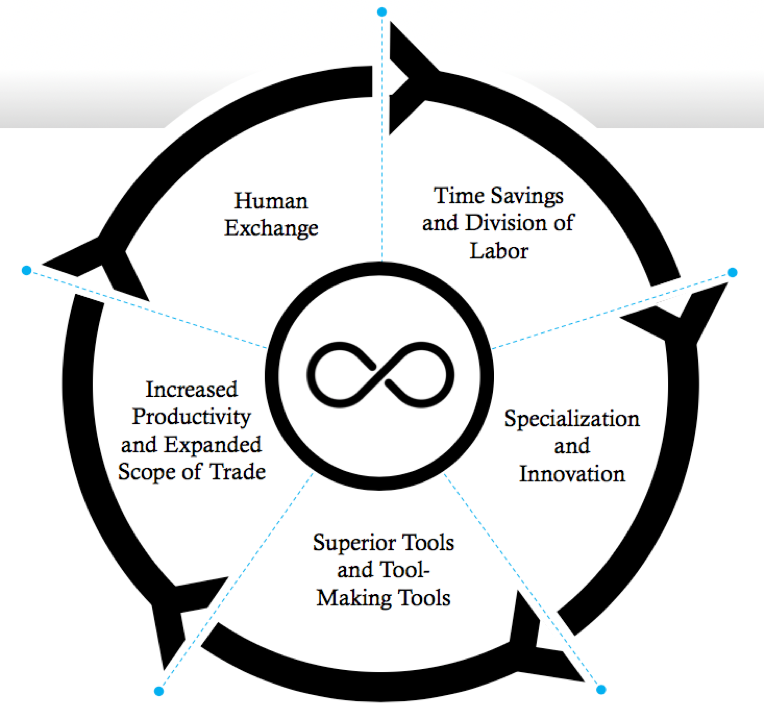 Human
Exchange
Time Savings
and Division of
Labor
Specialization
and
Innovation
Superior Tools
and Tool-
Making Tools
Increased
Productivity
and Expanded
Scope of Trade